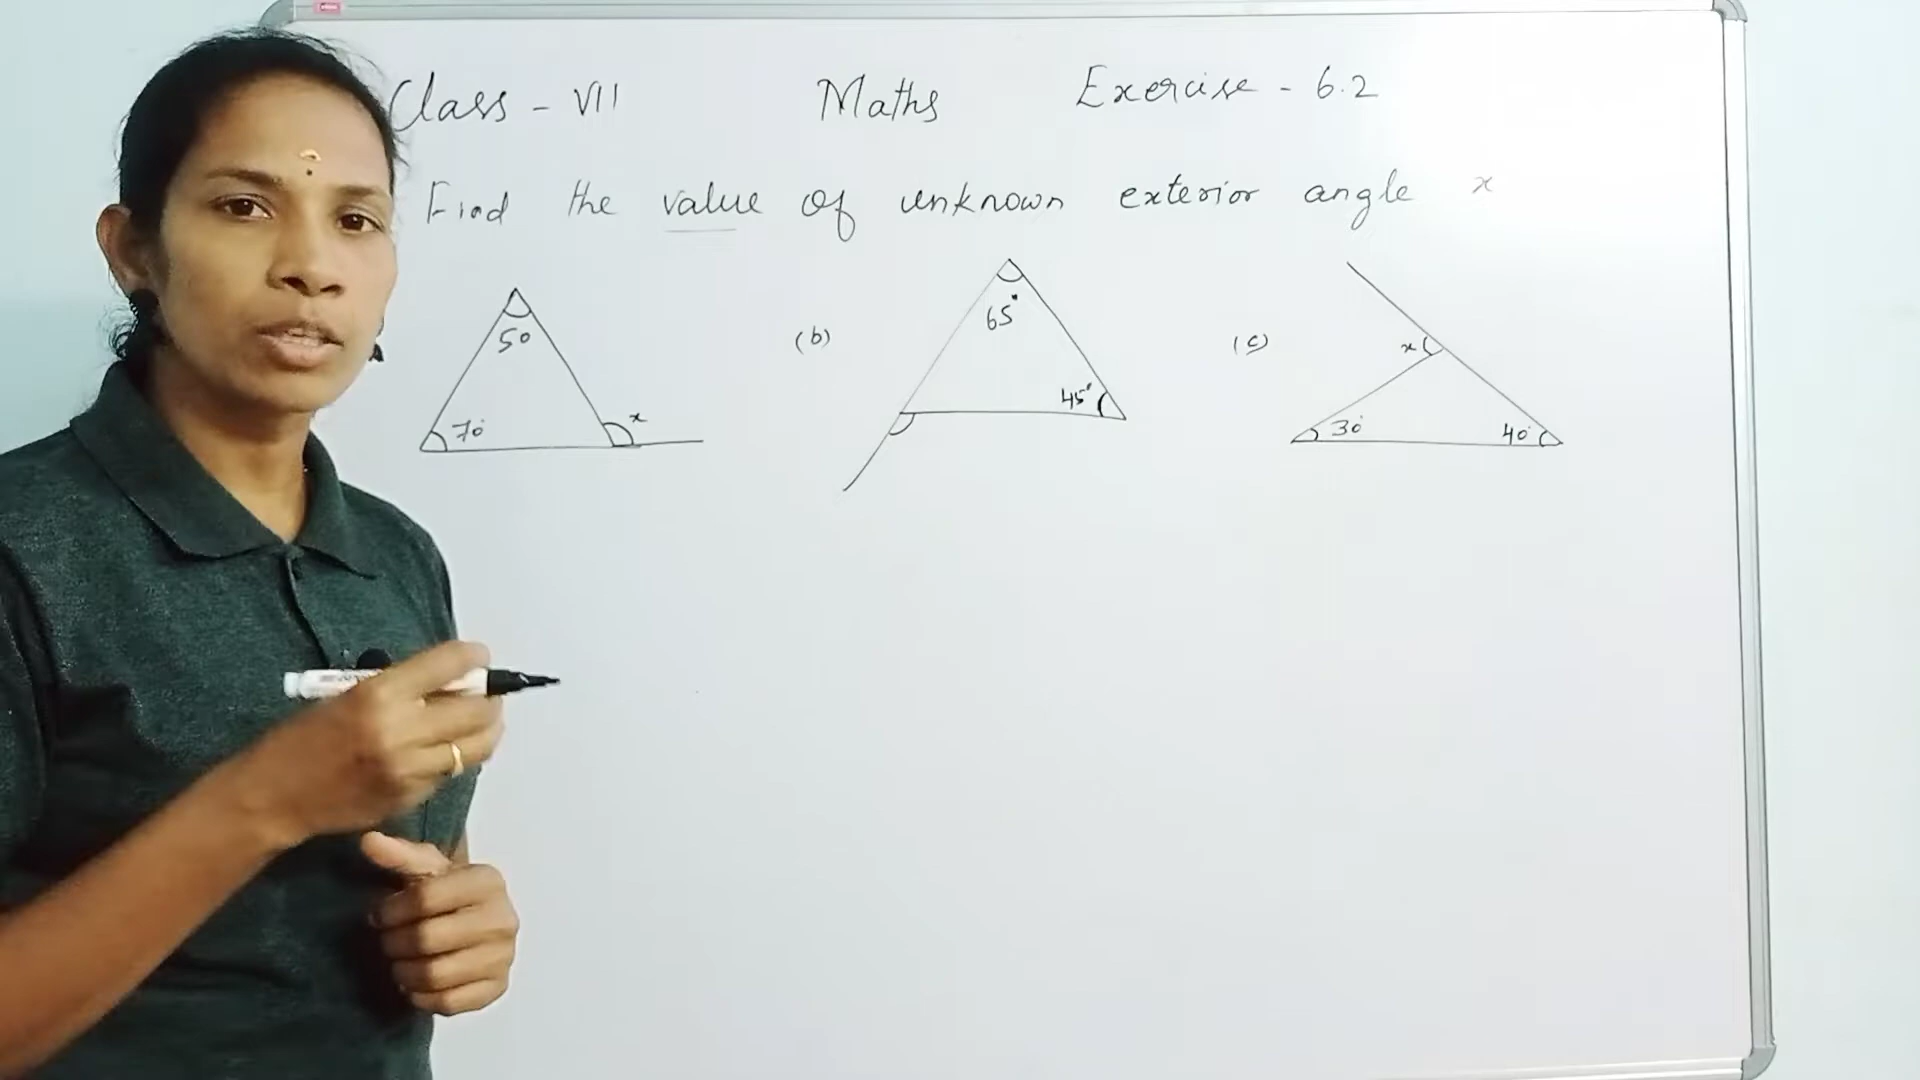 Class - VII Maths Exercise - 6.2
Find the value of unknown exterior angle x
50
70°
x
(b)
65°
45°
(c)
x
30°
40°